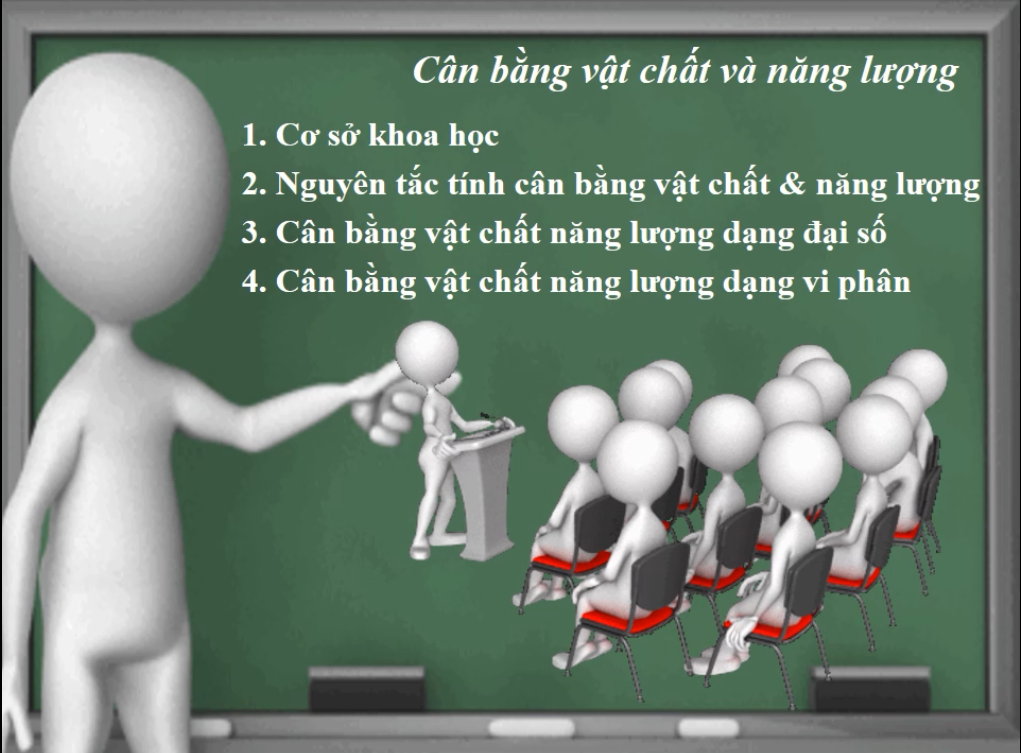 Cân bằng vật chất và năng lượng
1. Cơ sở khoa học
2. Nguyên tắc tính cân bằng vật chất & năng lượng
3. Cân bằng vật chất năng lượng dạng đại số
4. Cân bằng vật chất năng lượng dạng vi phân